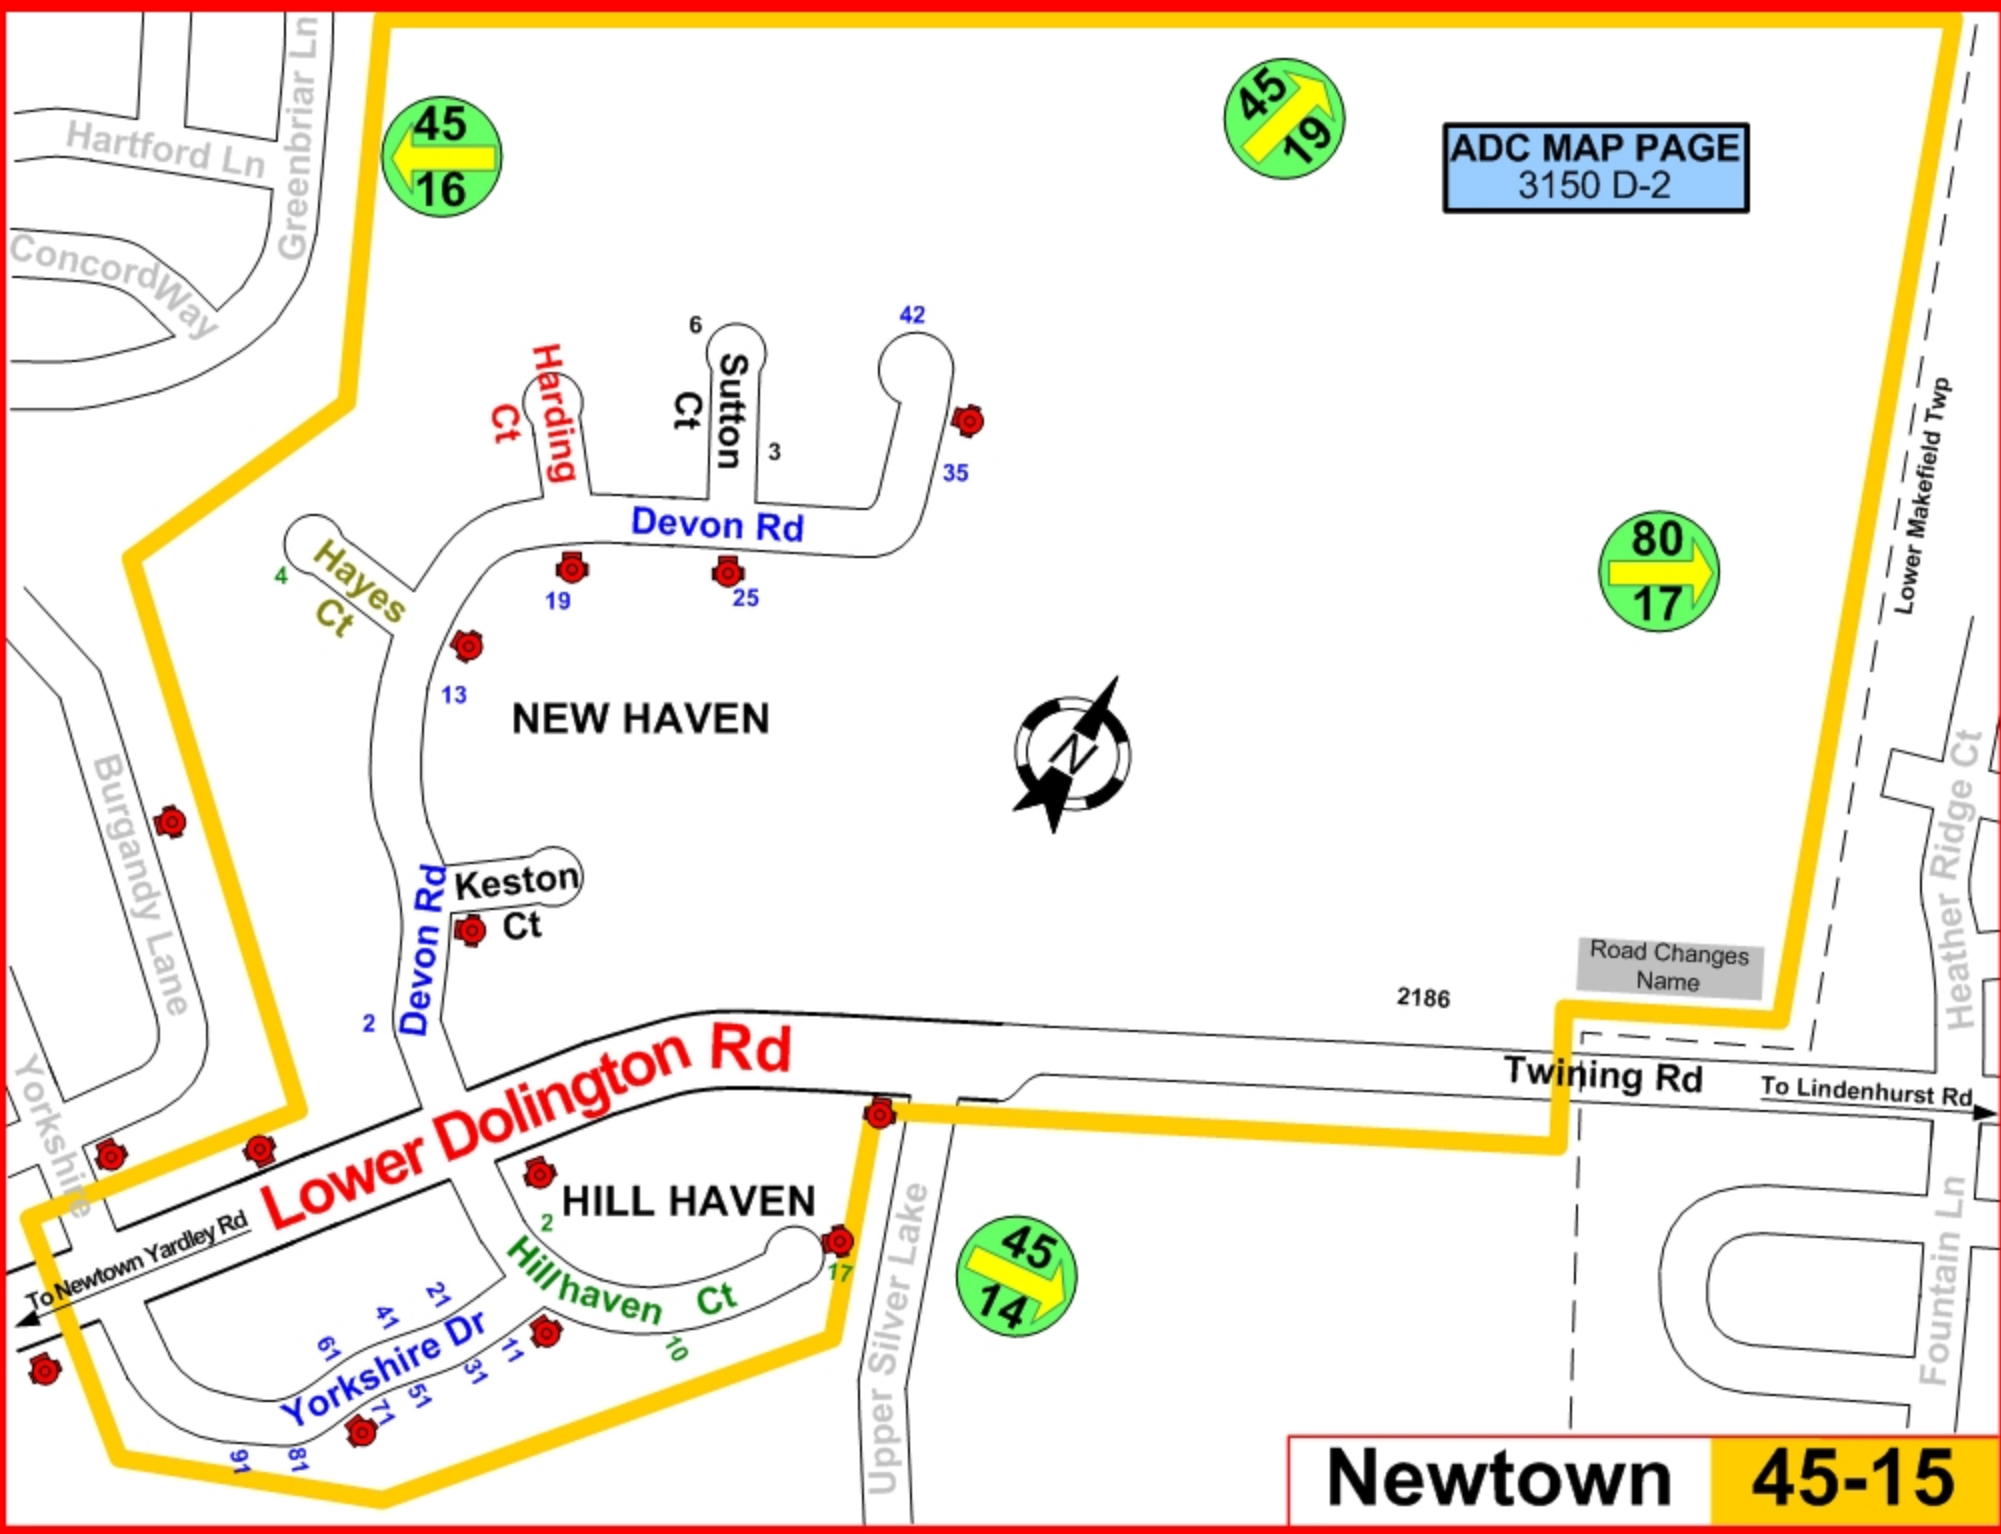 Greenbriar Ln
Hartford Ln
ConcordWay
45
16
45
19
ADC MAP PAGE
3150 D-2
6
42
Harding
Ct
Sutton
Ct
3
35
Lower Makefield Twp
Devon Rd
Hayes
Ct
4
19
25
80
17
13
NEW HAVEN
N
Burgandy Lane
Heather Ridge Ct
Keston
Ct
Devon Rd
2
Road Changes
Name
2186
Lower Dolington Rd
Twining Rd
To Lindenhurst Rd
Yorkshire
To Newtown Yardley Rd
HILL HAVEN
2
Hillhaven Ct
17
10
Upper Silver Lake
45
14
Fountain Ln
21
41
61
Yorkshire Dr
11
31
51
71
81
91
Newtown
45-15